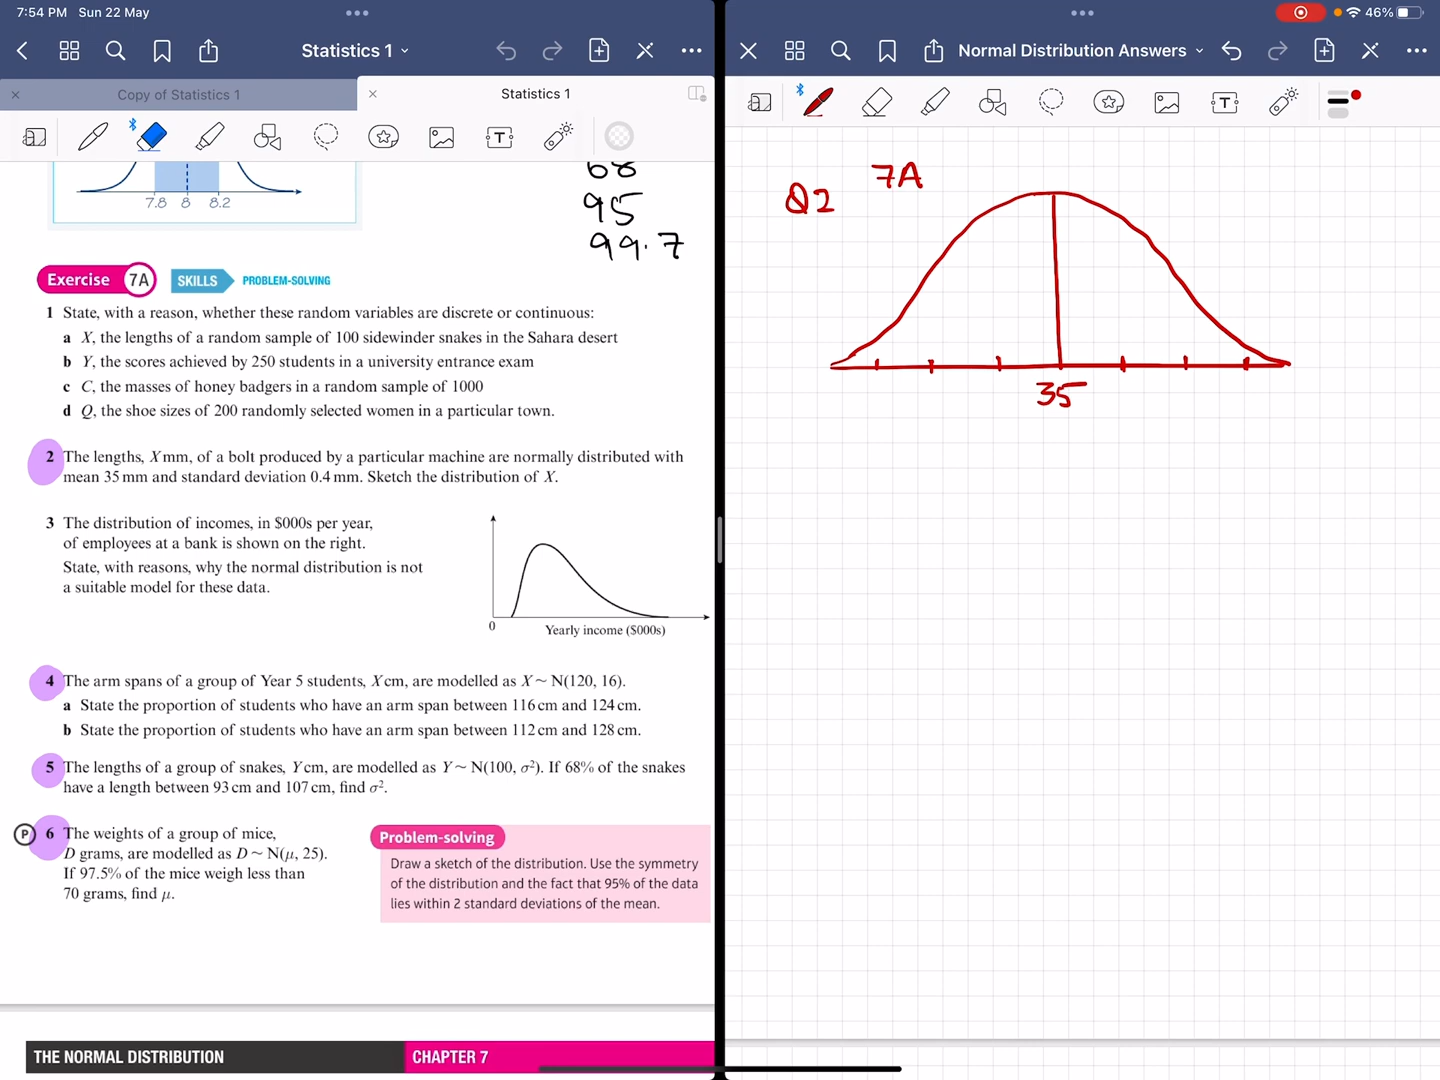 7:54 PM Sun 22 May
46%
Statistics 1
Normal Distribution Answers
Copy of Statistics 1
Statistics 1
7.8 8 8.2
68
95
99.7
Exercise 7A SKILLS PROBLEM-SOLVING
1 State, with a reason, whether these random variables are discrete or continuous:
a X, the lengths of a random sample of 100 sidewinder snakes in the Sahara desert
b Y, the scores achieved by 250 students in a university entrance exam
c C, the masses of honey badgers in a random sample of 1000
d Q, the shoe sizes of 200 randomly selected women in a particular town.
2 The lengths, X mm, of a bolt produced by a particular machine are normally distributed with
mean 35 mm and standard deviation 0.4 mm. Sketch the distribution of X.
3 The distribution of incomes, in $000s per year,
of employees at a bank is shown on the right.
State, with reasons, why the normal distribution is not
a suitable model for these data.
0 Yearly income ($000s)
4 The arm spans of a group of Year 5 students, X cm, are modelled as X ~ N(120, 16).
a State the proportion of students who have an arm span between 116 cm and 124 cm.
b State the proportion of students who have an arm span between 112 cm and 128 cm.
5 The lengths of a group of snakes, Y cm, are modelled as Y ~ N(100, σ²). If 68% of the snakes
have a length between 93 cm and 107 cm, find σ².
P 6 The weights of a group of mice,
D grams, are modelled as D ~ N(μ, 25).
If 97.5% of the mice weigh less than
70 grams, find μ.
Problem-solving
Draw a sketch of the distribution. Use the symmetry
of the distribution and the fact that 95% of the data
lies within 2 standard deviations of the mean.
THE NORMAL DISTRIBUTION CHAPTER 7
7A
Q2
35